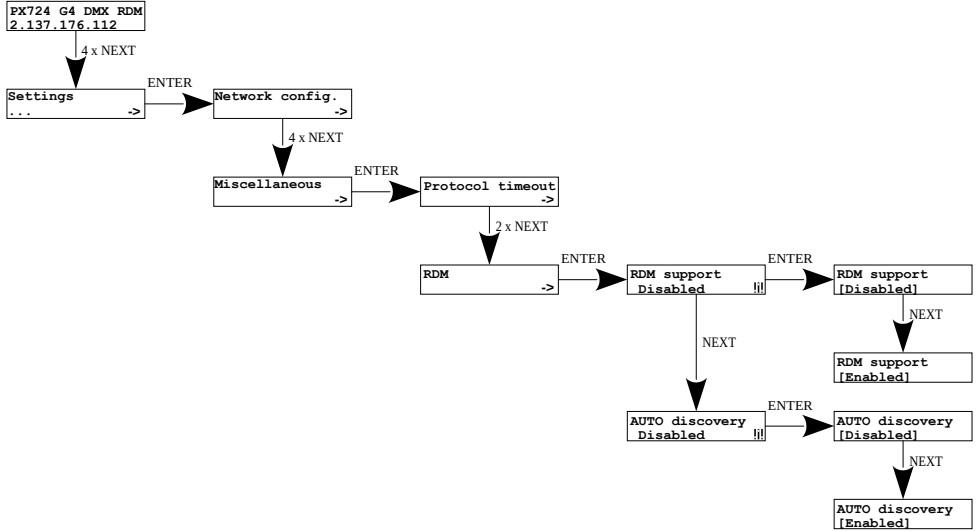 PX724 G4 DMX RDM
2.137.176.112
4 x NEXT
Settings
... ->
ENTER
Network config.
->
4 x NEXT
Miscellaneous
->
ENTER
Protocol timeout
->
2 x NEXT
RDM
->
ENTER
RDM support
Disabled !i!
ENTER
RDM support
[Disabled]
NEXT
RDM support
[Enabled]
NEXT
AUTO discovery
Disabled !i!
ENTER
AUTO discovery
[Disabled]
NEXT
AUTO discovery
[Enabled]